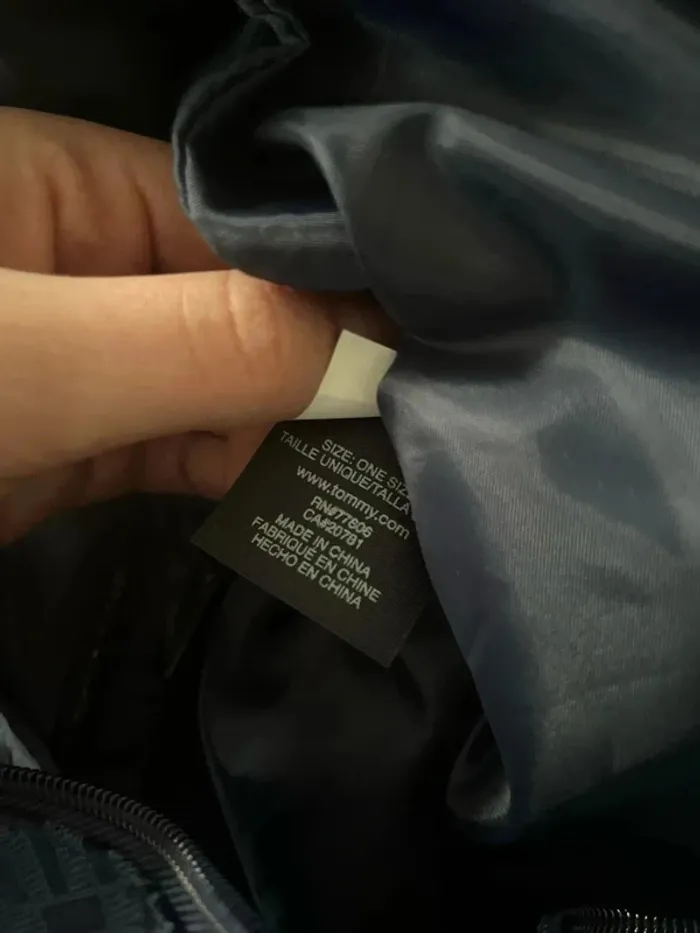 SIZE: ONE SIZ
TAILLE UNIQUE/TALLA
www.tommy.com
RN#77806
CA#20781
MADE IN CHINA
FABRIQUÉ EN CHINE
HECHO EN CHINA